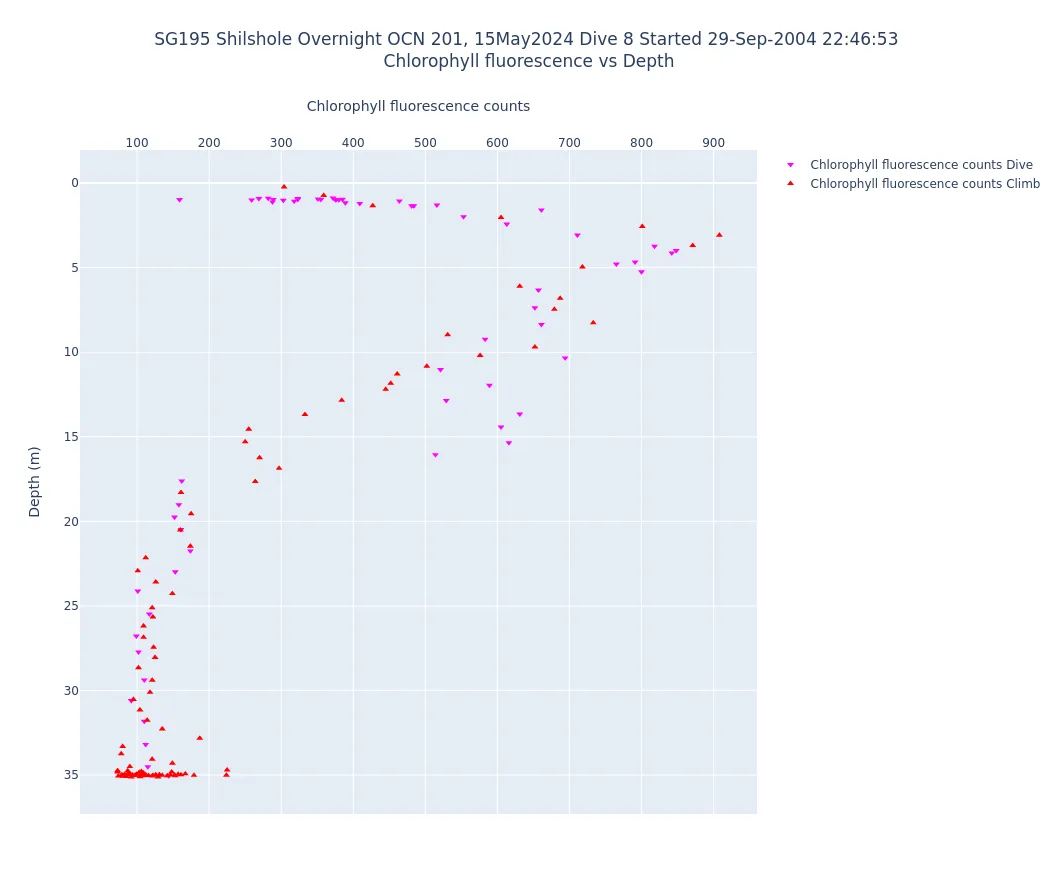 SG195 Shilshole Overnight OCN 201, 15May2024 Dive 8 Started 29-Sep-2004 22:46:53
Chlorophyll fluorescence vs Depth
Chlorophyll fluorescence counts
100 200 300 400 500 600 700 800 900
Chlorophyll fluorescence counts Dive
Chlorophyll fluorescence counts Climb
0
5
10
15
20
25
30
35
Depth (m)